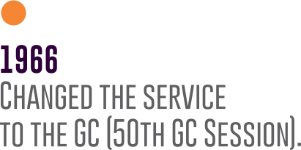 1966
Changed the service
to the GC (50th GC Session).